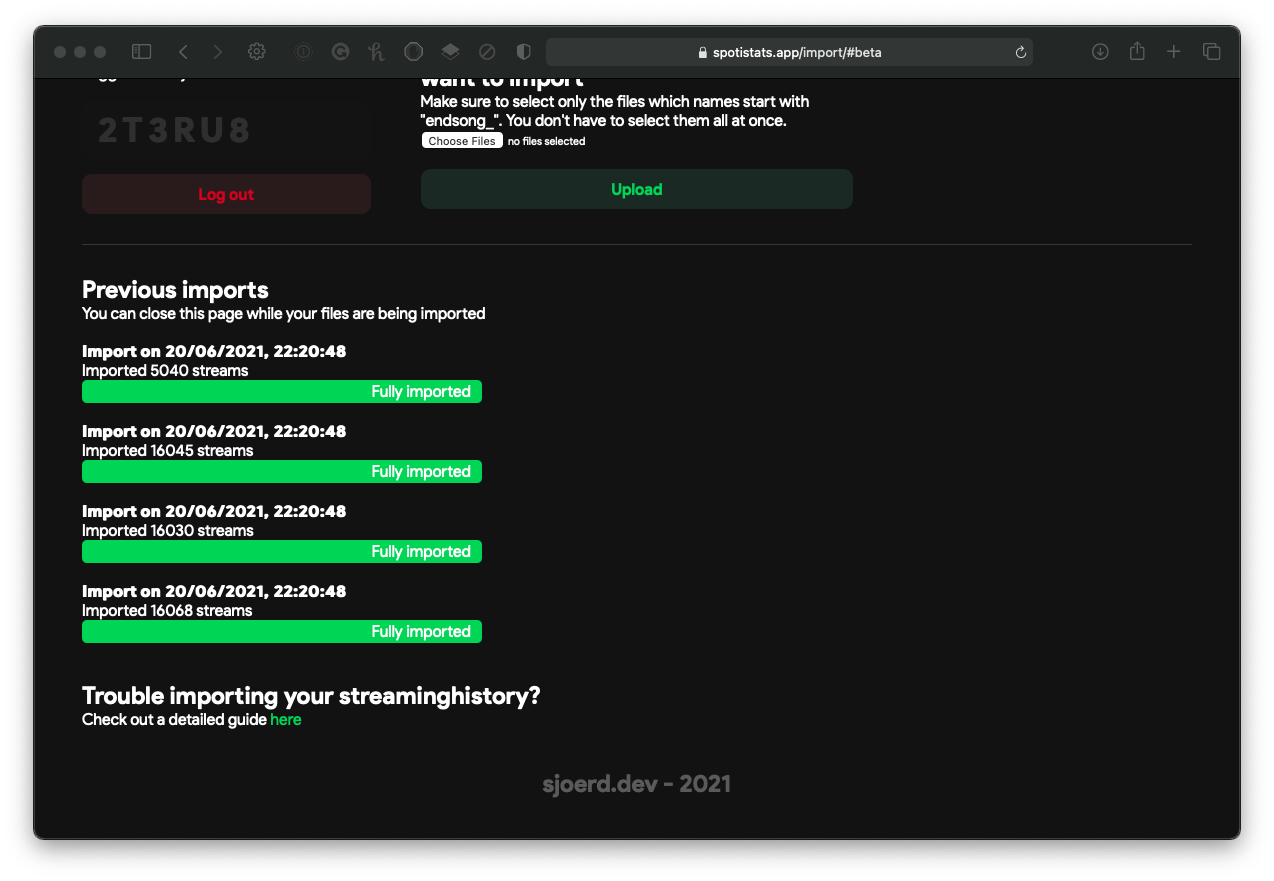 spotistats.app/import/#beta
want to import
Make sure to select only the files which names start with
"endsong_". You don't have to select them all at once.
Choose Files no files selected
Upload
2T3RU8
Log out
Previous imports
You can close this page while your files are being imported
Import on 20/06/2021, 22:20:48
Imported 5040 streams
Fully imported
Import on 20/06/2021, 22:20:48
Imported 16045 streams
Fully imported
Import on 20/06/2021, 22:20:48
Imported 16030 streams
Fully imported
Import on 20/06/2021, 22:20:48
Imported 16068 streams
Fully imported
Trouble importing your streaminghistory?
Check out a detailed guide here
sjoerd.dev - 2021